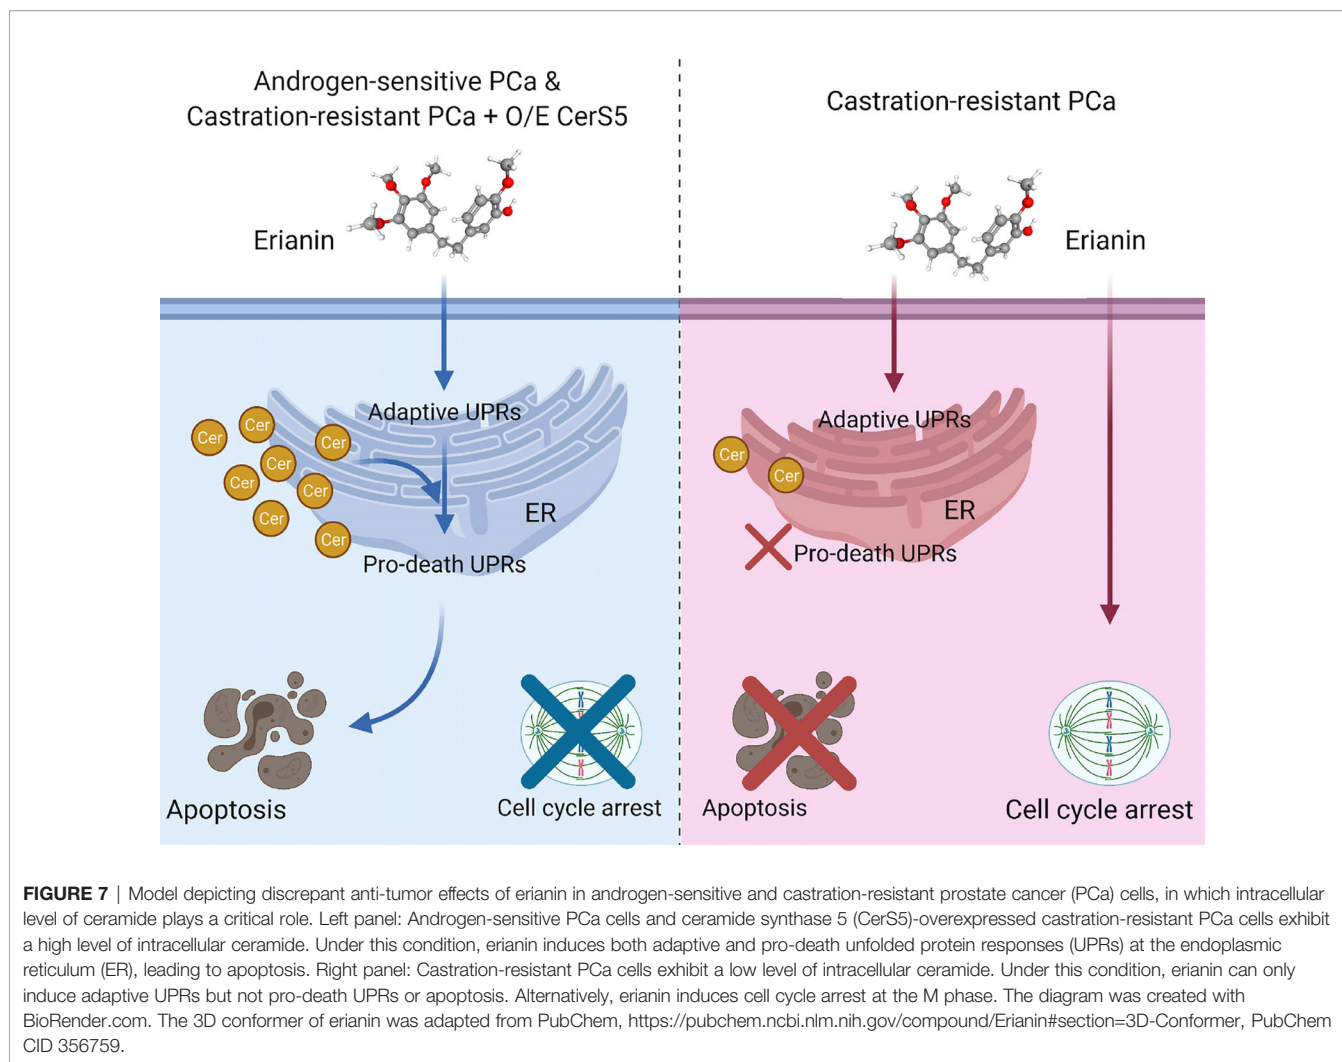 Androgen-sensitive PCa &
Castration-resistant PCa + O/E CerS5
Erianin
Adaptive UPRs
Cer
Cer
Cer
Cer
Cer
Cer
Cer
Cer
ER
Pro-death UPRs
Apoptosis
Cell cycle arrest
Castration-resistant PCa
Erianin
Adaptive UPRs
Cer
Cer
ER
Pro-death UPRs
Apoptosis
Cell cycle arrest
FIGURE 7 | Model depicting discrepant anti-tumor effects of erianin in androgen-sensitive and castration-resistant prostate cancer (PCa) cells, in which intracellular
level of ceramide plays a critical role. Left panel: Androgen-sensitive PCa cells and ceramide synthase 5 (CerS5)-overexpressed castration-resistant PCa cells exhibit
a high level of intracellular ceramide. Under this condition, erianin induces both adaptive and pro-death unfolded protein responses (UPRs) at the endoplasmic
reticulum (ER), leading to apoptosis. Right panel: Castration-resistant PCa cells exhibit a low level of intracellular ceramide. Under this condition, erianin can only
induce adaptive UPRs but not pro-death UPRs or apoptosis. Alternatively, erianin induces cell cycle arrest at the M phase. The diagram was created with
BioRender.com. The 3D conformer of erianin was adapted from PubChem, https://pubchem.ncbi.nlm.nih.gov/compound/Erianin#section=3D-Conformer, PubChem
CID 356759.